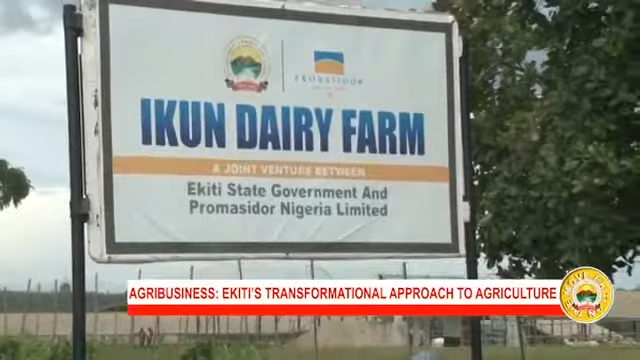 PROMASIDOR
IKUN DAIRY FARM
A JOINT VENTURE BETWEEN
Ekiti State Government And
Promasidor Nigeria Limited
AGRIBUSINESS: EKITI'S TRANSFORMATIONAL APPROACH TO AGRICULTURE